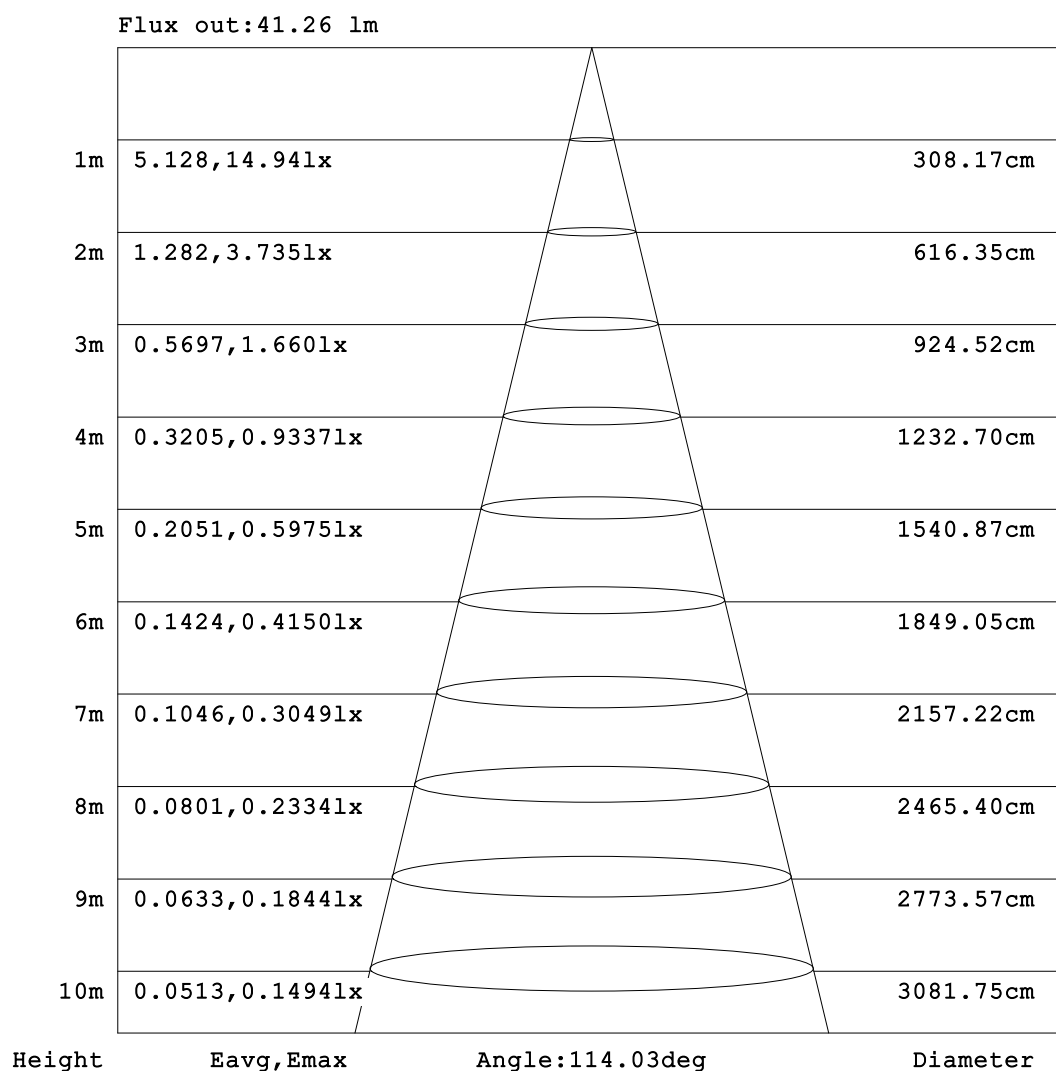 Flux out:41.26 lm
1m 5.128,14.94lx 308.17cm
2m 1.282,3.735lx 616.35cm
3m 0.5697,1.660lx 924.52cm
4m 0.3205,0.9337lx 1232.70cm
5m 0.2051,0.5975lx 1540.87cm
6m 0.1424,0.4150lx 1849.05cm
7m 0.1046,0.3049lx 2157.22cm
8m 0.0801,0.2334lx 2465.40cm
9m 0.0633,0.1844lx 2773.57cm
10m 0.0513,0.1494lx 3081.75cm
Height Eavg,Emax Angle:114.03deg Diameter